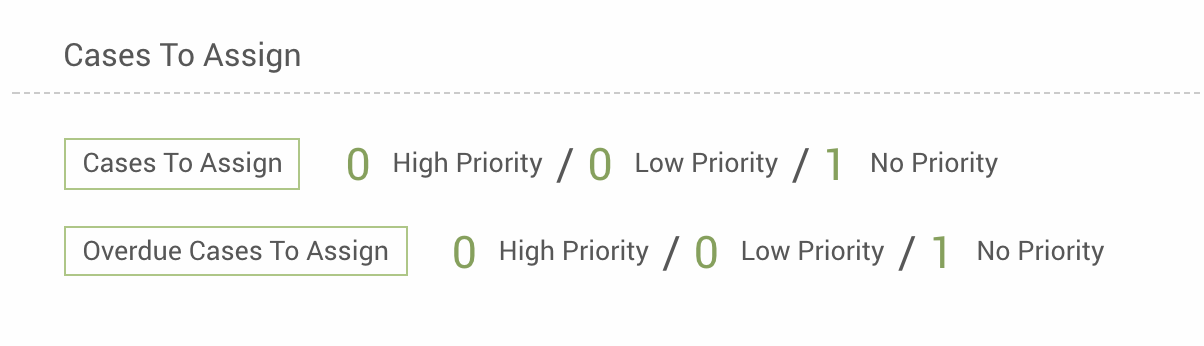 Cases To Assign
Cases To Assign 0 High Priority / 0 Low Priority / 1 No Priority
Overdue Cases To Assign 0 High Priority / 0 Low Priority / 1 No Priority